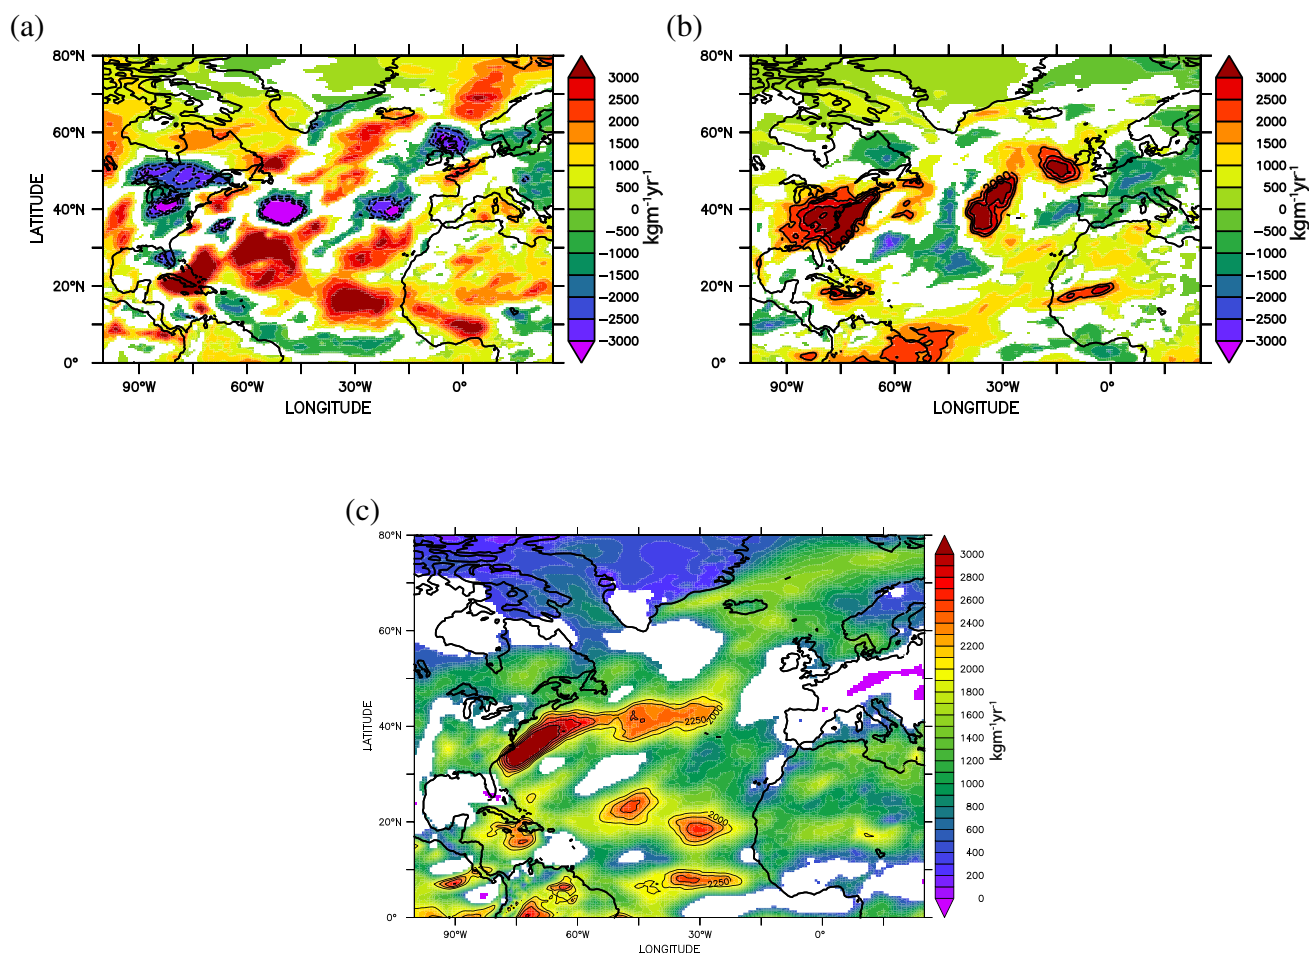 (a)
80°N
60°N
40°N
20°N
0°
LATITUDE
90°W 60°W 30°W 0°
LONGITUDE
3000
2500
2000
1500
1000
500
0
−500
−1000
−1500
−2000
−2500
−3000
kgm⁻¹yr⁻¹
(b)
80°N
60°N
40°N
20°N
0°
90°W 60°W 30°W 0°
LONGITUDE
2000
3000
2500
2000
1500
1000
500
0
−500
−1000
−1500
−2000
−2500
−3000
kgm⁻¹yr⁻¹
(c)
80°N
60°N
40°N
20°N
0°
LATITUDE
2250
2000
2000
2250
90°W 60°W 30°W 0°
LONGITUDE
3000
2800
2600
2400
2200
2000
1800
1600
1400
1200
1000
800
600
400
200
0
kgm⁻¹yr⁻¹